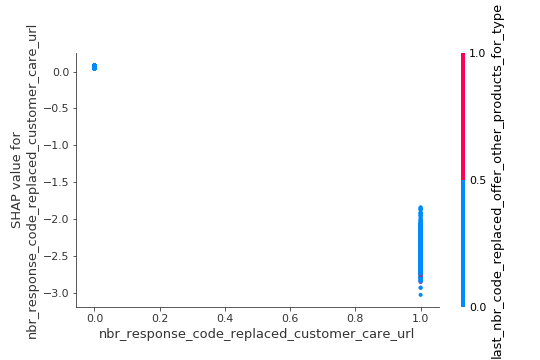 SHAP value for
nbr_response_code_replaced_customer_care_url
0.0
−0.5
−1.0
−1.5
−2.0
−2.5
−3.0
0.0 0.2 0.4 0.6 0.8 1.0
nbr_response_code_replaced_customer_care_url
1.0
0.5
0.0
last_nbr_code_replaced_offer_other_products_for_type